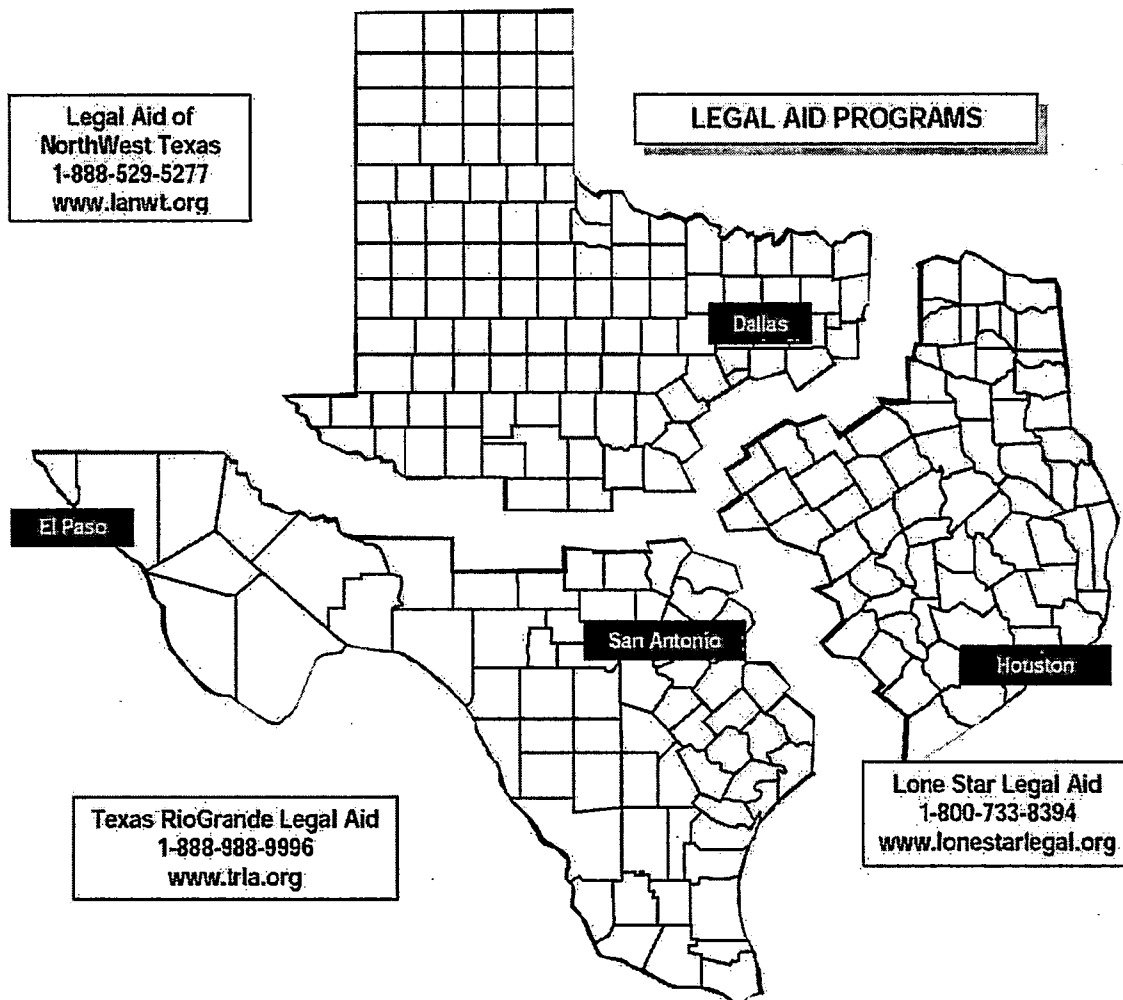 Legal Aid of
NorthWest Texas
1-888-529-5277
www.lanwt.org
LEGAL AID PROGRAMS
Dallas
El Paso
San Antonio
Houston
Texas RioGrande Legal Aid
1-888-988-9996
www.trla.org
Lone Star Legal Aid
1-800-733-8394
www.lonestarlegal.org